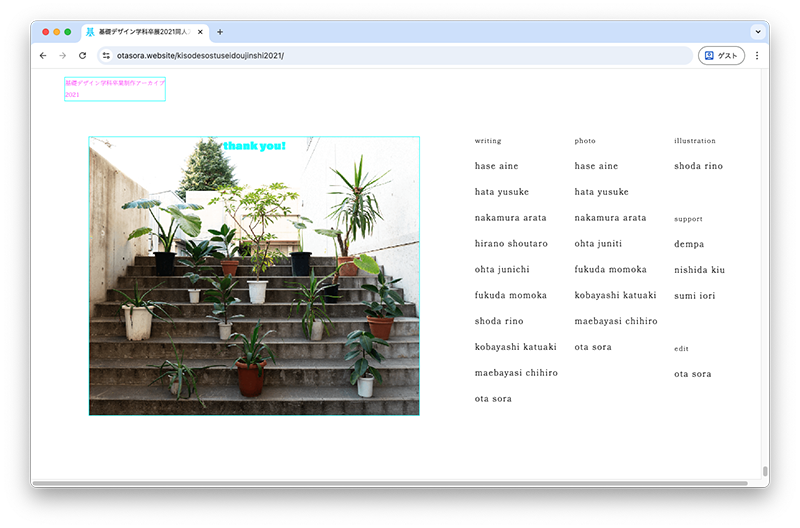 基礎デザイン学科卒展2021同人
otasora.website/kisodesostuseidoujinshi2021/
ゲスト
基礎デザイン学科卒業制作アーカイブ
2021
thank you!
writing
hase aine
hata yusuke
nakamura arata
hirano shoutaro
ohta junichi
fukuda momoka
shoda rino
kobayashi katuaki
maebayasi chihiro
ota sora
photo
hase aine
hata yusuke
nakamura arata
ohta juniti
fukuda momoka
kobayashi katuaki
maebayasi chihiro
ota sora
illustration
shoda rino
support
dempa
nishida kiu
sumi iori
edit
ota sora